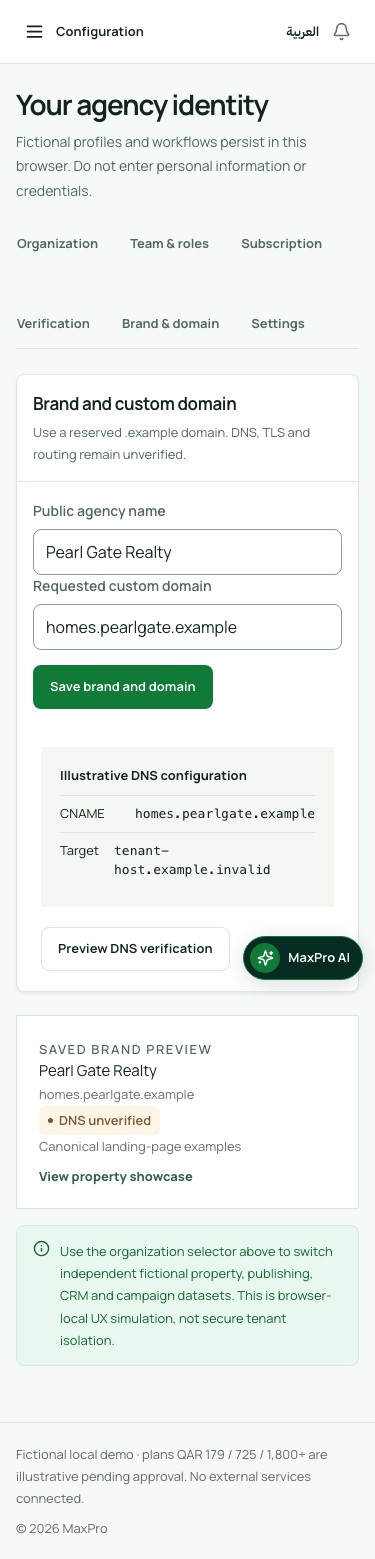 Configuration
العربية
Your agency identity
Fictional profiles and workflows persist in this
browser. Do not enter personal information or
credentials.
Organization
Team & roles
Subscription
Verification
Brand & domain
Settings
Brand and custom domain
Use a reserved .example domain. DNS, TLS and
routing remain unverified.
Public agency name
Pearl Gate Realty
Requested custom domain
homes.pearlgate.example
Save brand and domain
Illustrative DNS configuration
CNAME homes.pearlgate.example
Target tenant-
host.example.invalid
Preview DNS verification
MaxPro AI
SAVED BRAND PREVIEW
Pearl Gate Realty
homes.pearlgate.example
DNS unverified
Canonical landing-page examples
View property showcase
Use the organization selector above to switch
independent fictional property, publishing,
CRM and campaign datasets. This is browser-
local UX simulation, not secure tenant
isolation.
Fictional local demo · plans QAR 179 / 725 / 1,800+ are
illustrative pending approval. No external services
connected.
© 2026 MaxPro